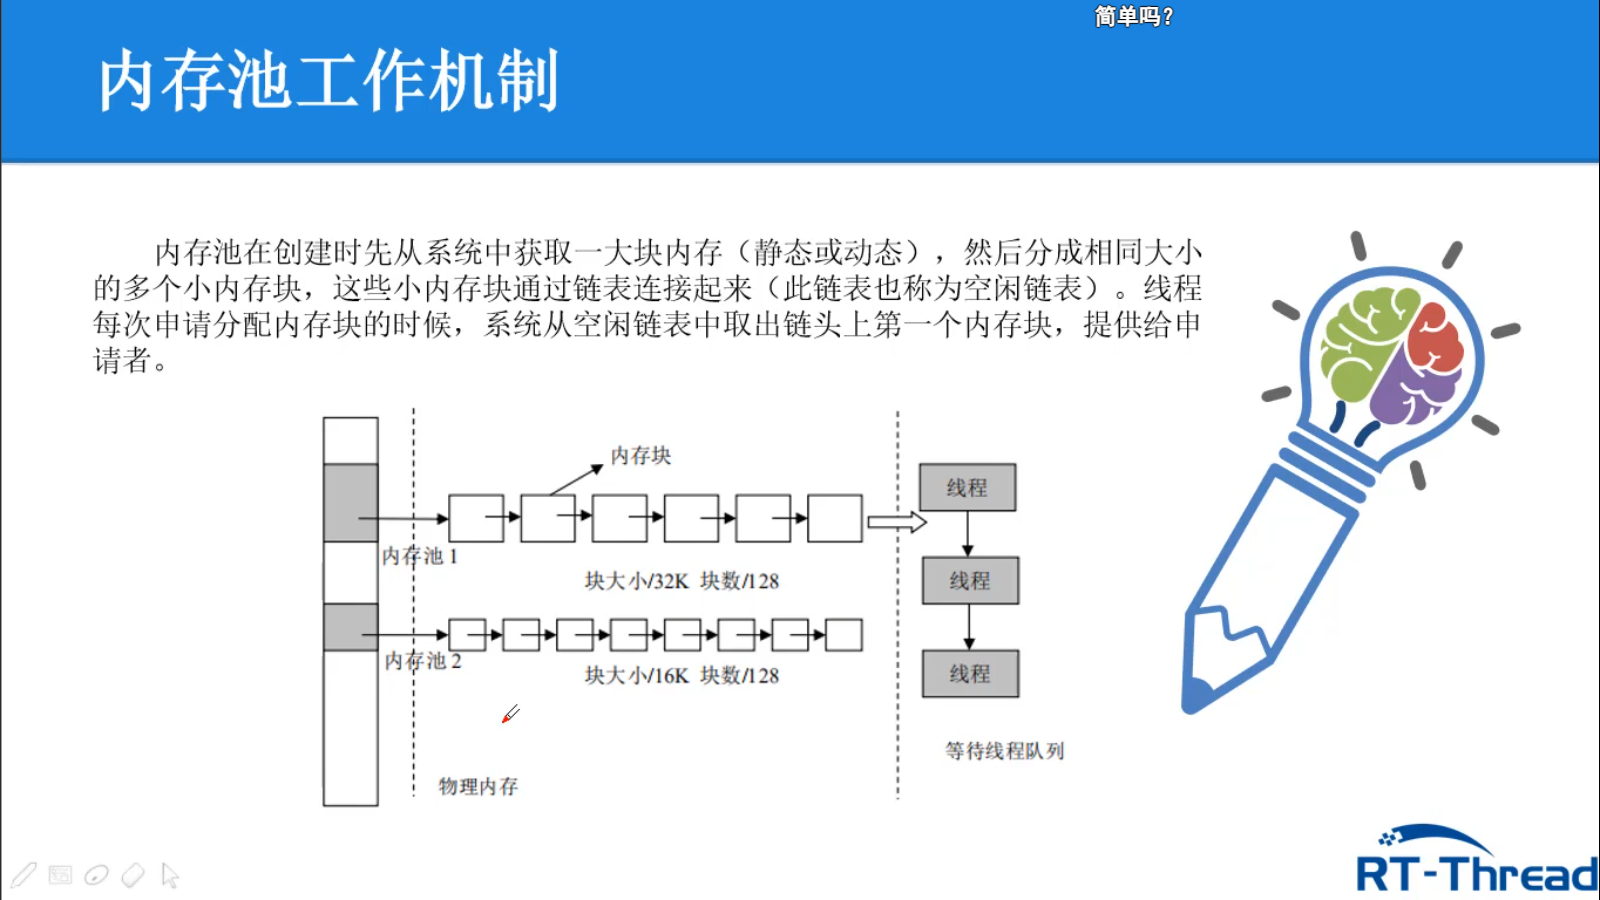 简单吗?
内存池工作机制
内存池在创建时先从系统中获取一大块内存（静态或动态），然后分成相同大小
的多个小内存块，这些小内存块通过链表连接起来（此链表也称为空闲链表）。线程
每次申请分配内存块的时候，系统从空闲链表中取出链头上第一个内存块，提供给申
请者。
内存块
线程
内存池 1
块大小/32K 块数/128
线程
内存池 2
块大小/16K 块数/128
线程
等待线程队列
物理内存
RT-Thread